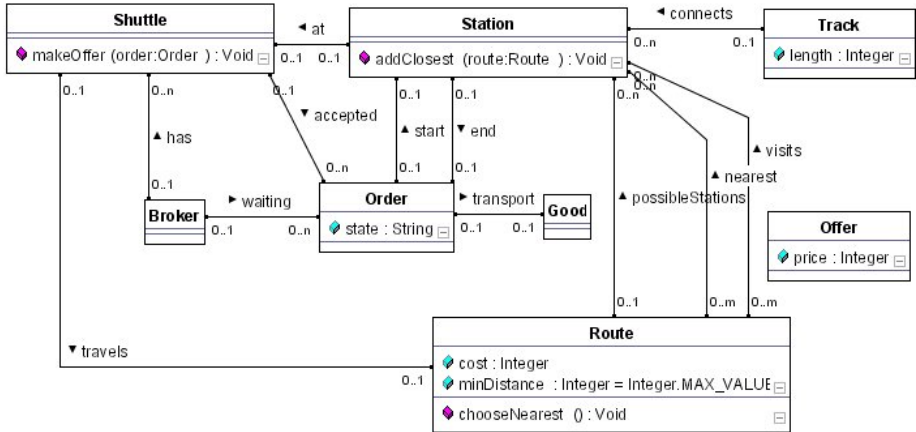 Shuttle
makeOffer (order:Order ) : Void
◄ at
0..1
0..1
Station
addClosest (route:Route ) : Void
◄ connects
0..n
0..1
Track
length : Integer
0..1
0..n
0..1
0..1
0..1
0..n
0..n
0..n
▼ accepted
▲ has
▲ start
▼ end
▲ visits
▲ nearest
0..1
0..n
0..1
0..1
Broker
► waiting
0..1
0..n
Order
state : String
► transport
0..1
0..1
Good
▲ possibleStations
Offer
price : Integer
0..1
0..m
0..m
▼ travels
0..1
Route
cost : Integer
minDistance : Integer = Integer.MAX_VALUE
chooseNearest () : Void